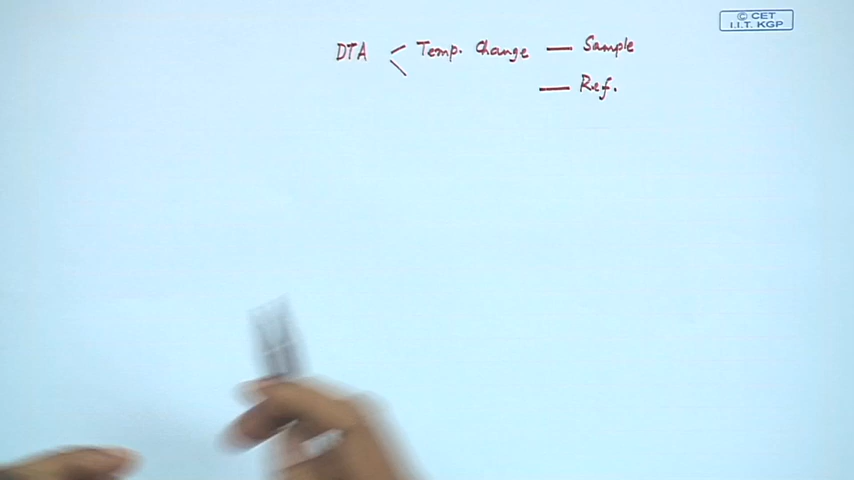 © CET
I.I.T. KGP
DTA < Temp. Change — Sample
— Ref.